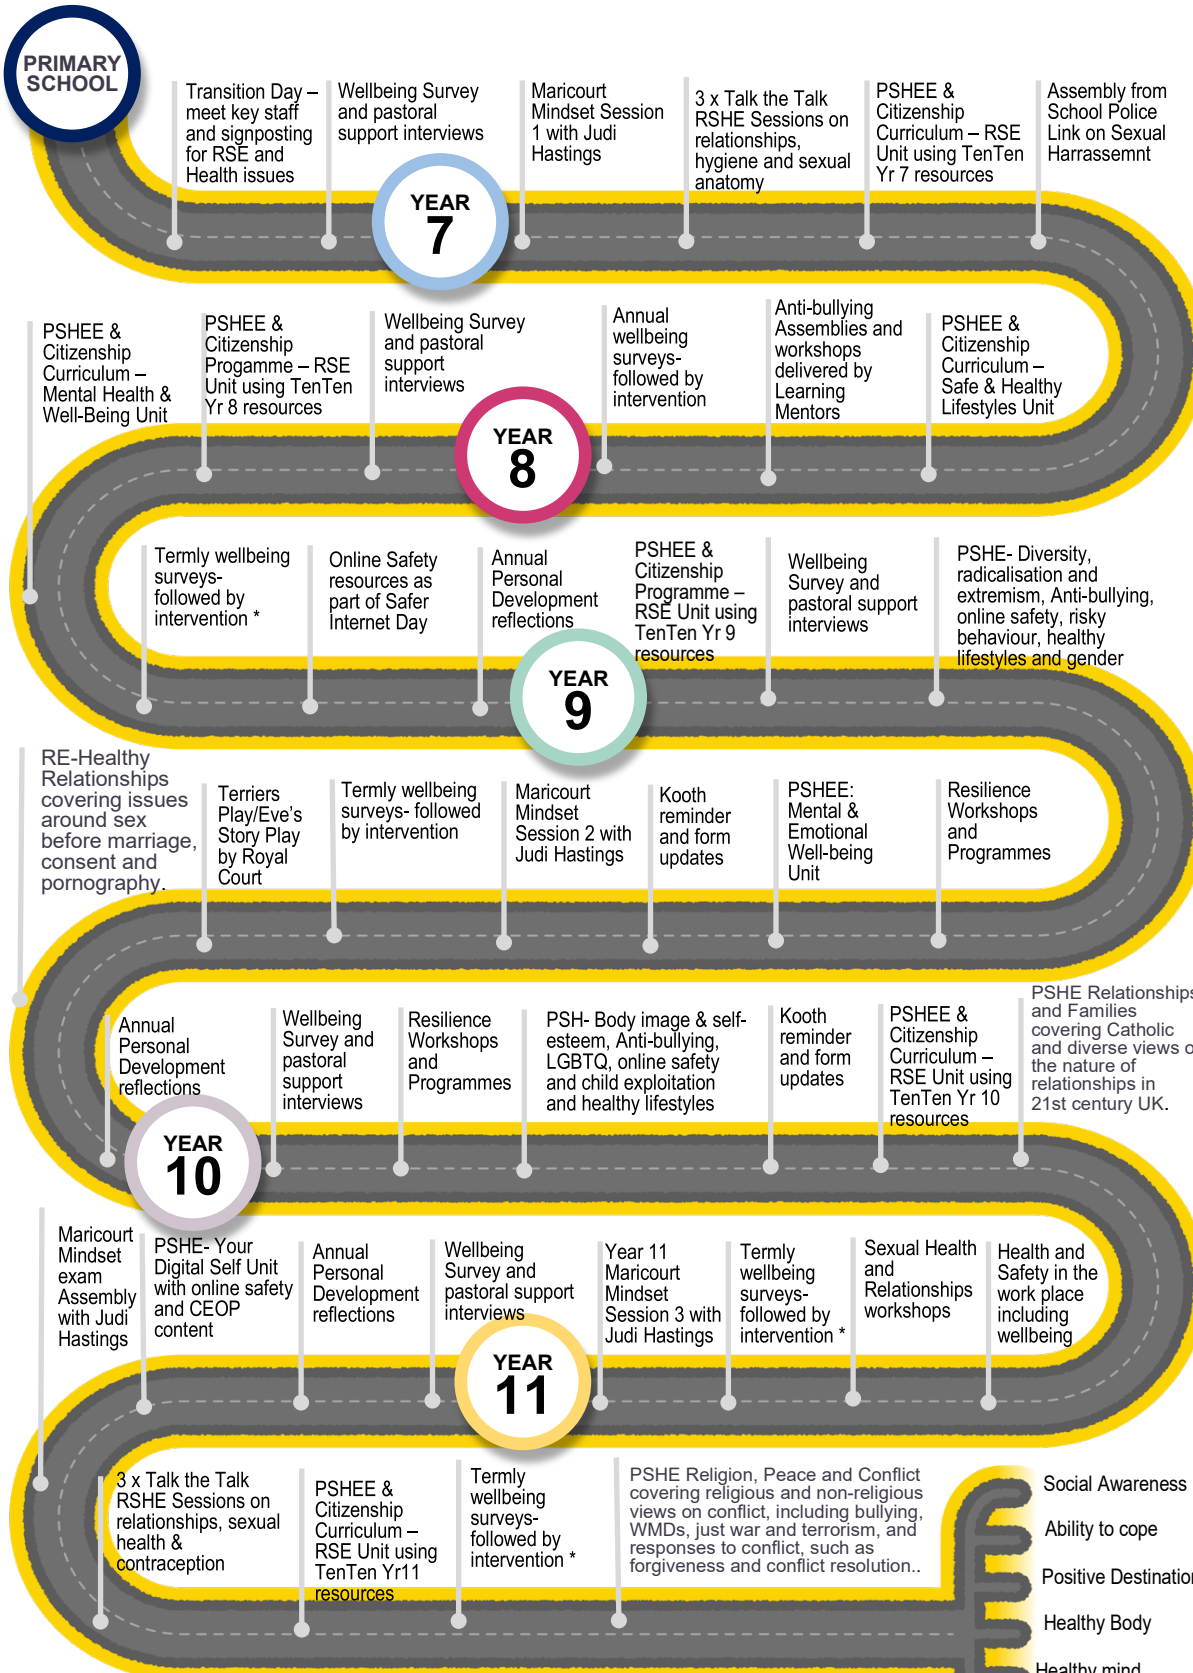 PRIMARY
SCHOOL
Transition Day –
meet key staff
and signposting
for RSE and
Health issues
Wellbeing Survey
and pastoral
support interviews
Maricourt
Mindset Session
1 with Judi
Hastings
3 x Talk the Talk
RSHE Sessions on
relationships,
hygiene and sexual
anatomy
PSHEE &
Citizenship
Curriculum – RSE
Unit using TenTen
Yr 7 resources
Assembly from
School Police
Link on Sexual
Harrassemnt
YEAR
7
PSHEE &
Citizenship
Curriculum –
Mental Health &
Well-Being Unit
PSHEE &
Citizenship
Progamme – RSE
Unit using TenTen
Yr 8 resources
Wellbeing Survey
and pastoral
support
interviews
Annual
wellbeing
surveys-
followed by
intervention
Anti-bullying
Assemblies and
workshops
delivered by
Learning
Mentors
PSHEE &
Citizenship
Curriculum –
Safe & Healthy
Lifestyles Unit
YEAR
8
Termly wellbeing
surveys-
followed by
intervention *
Online Safety
resources as
part of Safer
Internet Day
Annual
Personal
Development
reflections
PSHEE &
Citizenship
Programme –
RSE Unit using
TenTen Yr 9
resources
Wellbeing
Survey and
pastoral support
interviews
PSHE- Diversity,
radicalisation and
extremism, Anti-bullying,
online safety, risky
behaviour, healthy
lifestyles and gender
YEAR
9
RE-Healthy
Relationships
covering issues
around sex
before marriage,
consent and
pornography.
Terriers
Play/Eve's
Story Play
by Royal
Court
Termly wellbeing
surveys- followed
by intervention
Maricourt
Mindset
Session 2 with
Judi Hastings
Kooth
reminder
and form
updates
PSHEE:
Mental &
Emotional
Well-being
Unit
Resilience
Workshops
and
Programmes
Annual
Personal
Development
reflections
Wellbeing
Survey and
pastoral
support
interviews
Resilience
Workshops
and
Programmes
PSH- Body image & self-
esteem, Anti-bullying,
LGBTQ, online safety
and child exploitation
and healthy lifestyles
Kooth
reminder
and form
updates
PSHEE &
Citizenship
Curriculum –
RSE Unit using
TenTen Yr 10
resources
PSHE Relationships
and Families
covering Catholic
and diverse views o
the nature of
relationships in
21st century UK.
YEAR
10
Maricourt
Mindset
exam
Assembly
with Judi
Hastings
PSHE- Your
Digital Self Unit
with online safety
and CEOP
content
Annual
Personal
Development
reflections
Wellbeing
Survey and
pastoral support
interviews
Year 11
Maricourt
Mindset
Session 3 with
Judi Hastings
Termly
wellbeing
surveys-
followed by
intervention *
Sexual Health
and
Relationships
workshops
Health and
Safety in the
work place
including
wellbeing
YEAR
11
3 x Talk the Talk
RSHE Sessions on
relationships, sexual
health &
contraception
PSHEE &
Citizenship
Curriculum –
RSE Unit using
TenTen Yr11
resources
Termly
wellbeing
surveys-
followed by
intervention *
PSHE Religion, Peace and Conflict
covering religious and non-religious
views on conflict, including bullying,
WMDs, just war and terrorism, and
responses to conflict, such as
forgiveness and conflict resolution..
Social Awareness
Ability to cope
Positive Destination
Healthy Body
Healthy mind